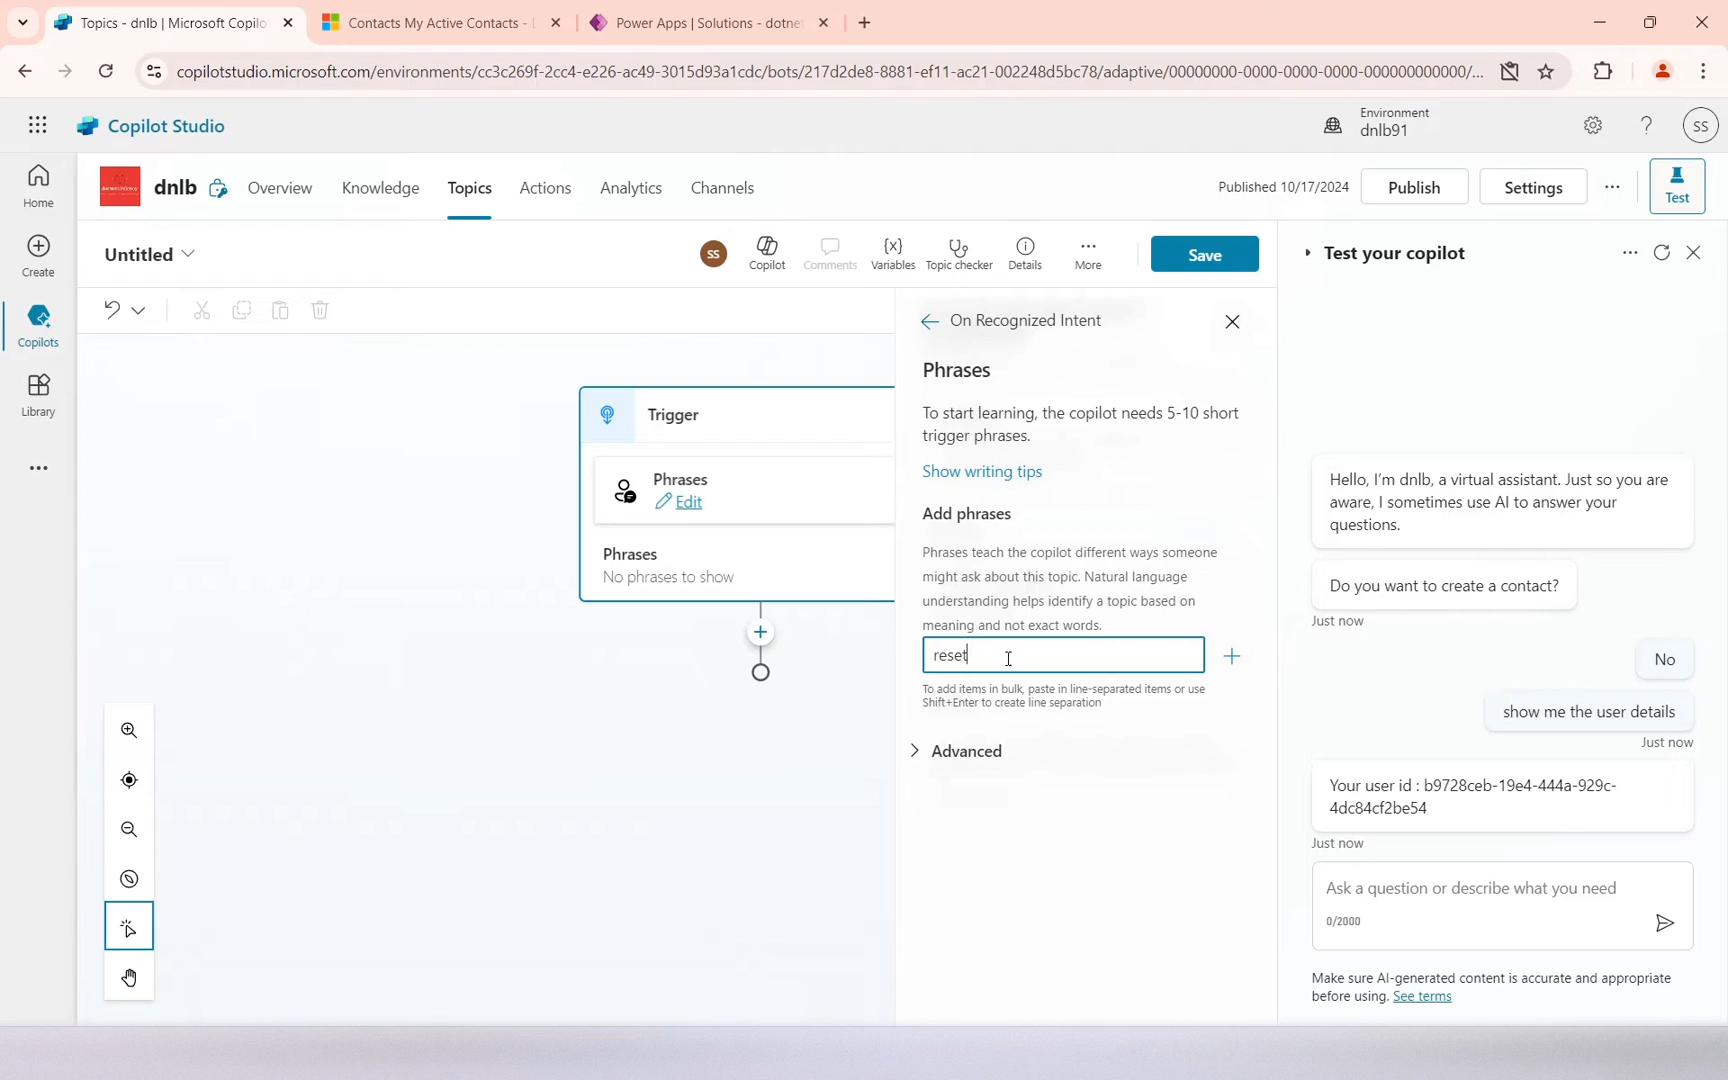 Topics - dnlb | Microsoft Copilo
Contacts My Active Contacts -
Power Apps | Solutions - dotne
copilotstudio.microsoft.com/environments/cc3c269f-2cc4-e226-ac49-3015d93a1cdc/bots/217d2de8-8881-ef11-ac21-002248d5bc78/adaptive/00000000-0000-0000-0000-000000000000/...
Copilot Studio
Environment
dnlb91
SS
Home
Create
Copilots
Library
dnlb
Overview
Knowledge
Topics
Actions
Analytics
Channels
Published 10/17/2024
Publish
Settings
Test
Untitled
SS
Copilot
Comments
Variables
Topic checker
Details
More
Save
Trigger
Phrases
Edit
Phrases
No phrases to show
On Recognized Intent
Phrases
To start learning, the copilot needs 5-10 short
trigger phrases.
Show writing tips
Add phrases
Phrases teach the copilot different ways someone
might ask about this topic. Natural language
understanding helps identify a topic based on
meaning and not exact words.
reset
To add items in bulk, paste in line-separated items or use
Shift+Enter to create line separation
Advanced
Test your copilot
Hello, I'm dnlb, a virtual assistant. Just so you are
aware, I sometimes use AI to answer your
questions.
Do you want to create a contact?
Just now
No
show me the user details
Just now
Your user id : b9728ceb-19e4-444a-929c-
4dc84cf2be54
Just now
Ask a question or describe what you need
0/2000
Make sure AI-generated content is accurate and appropriate
before using. See terms